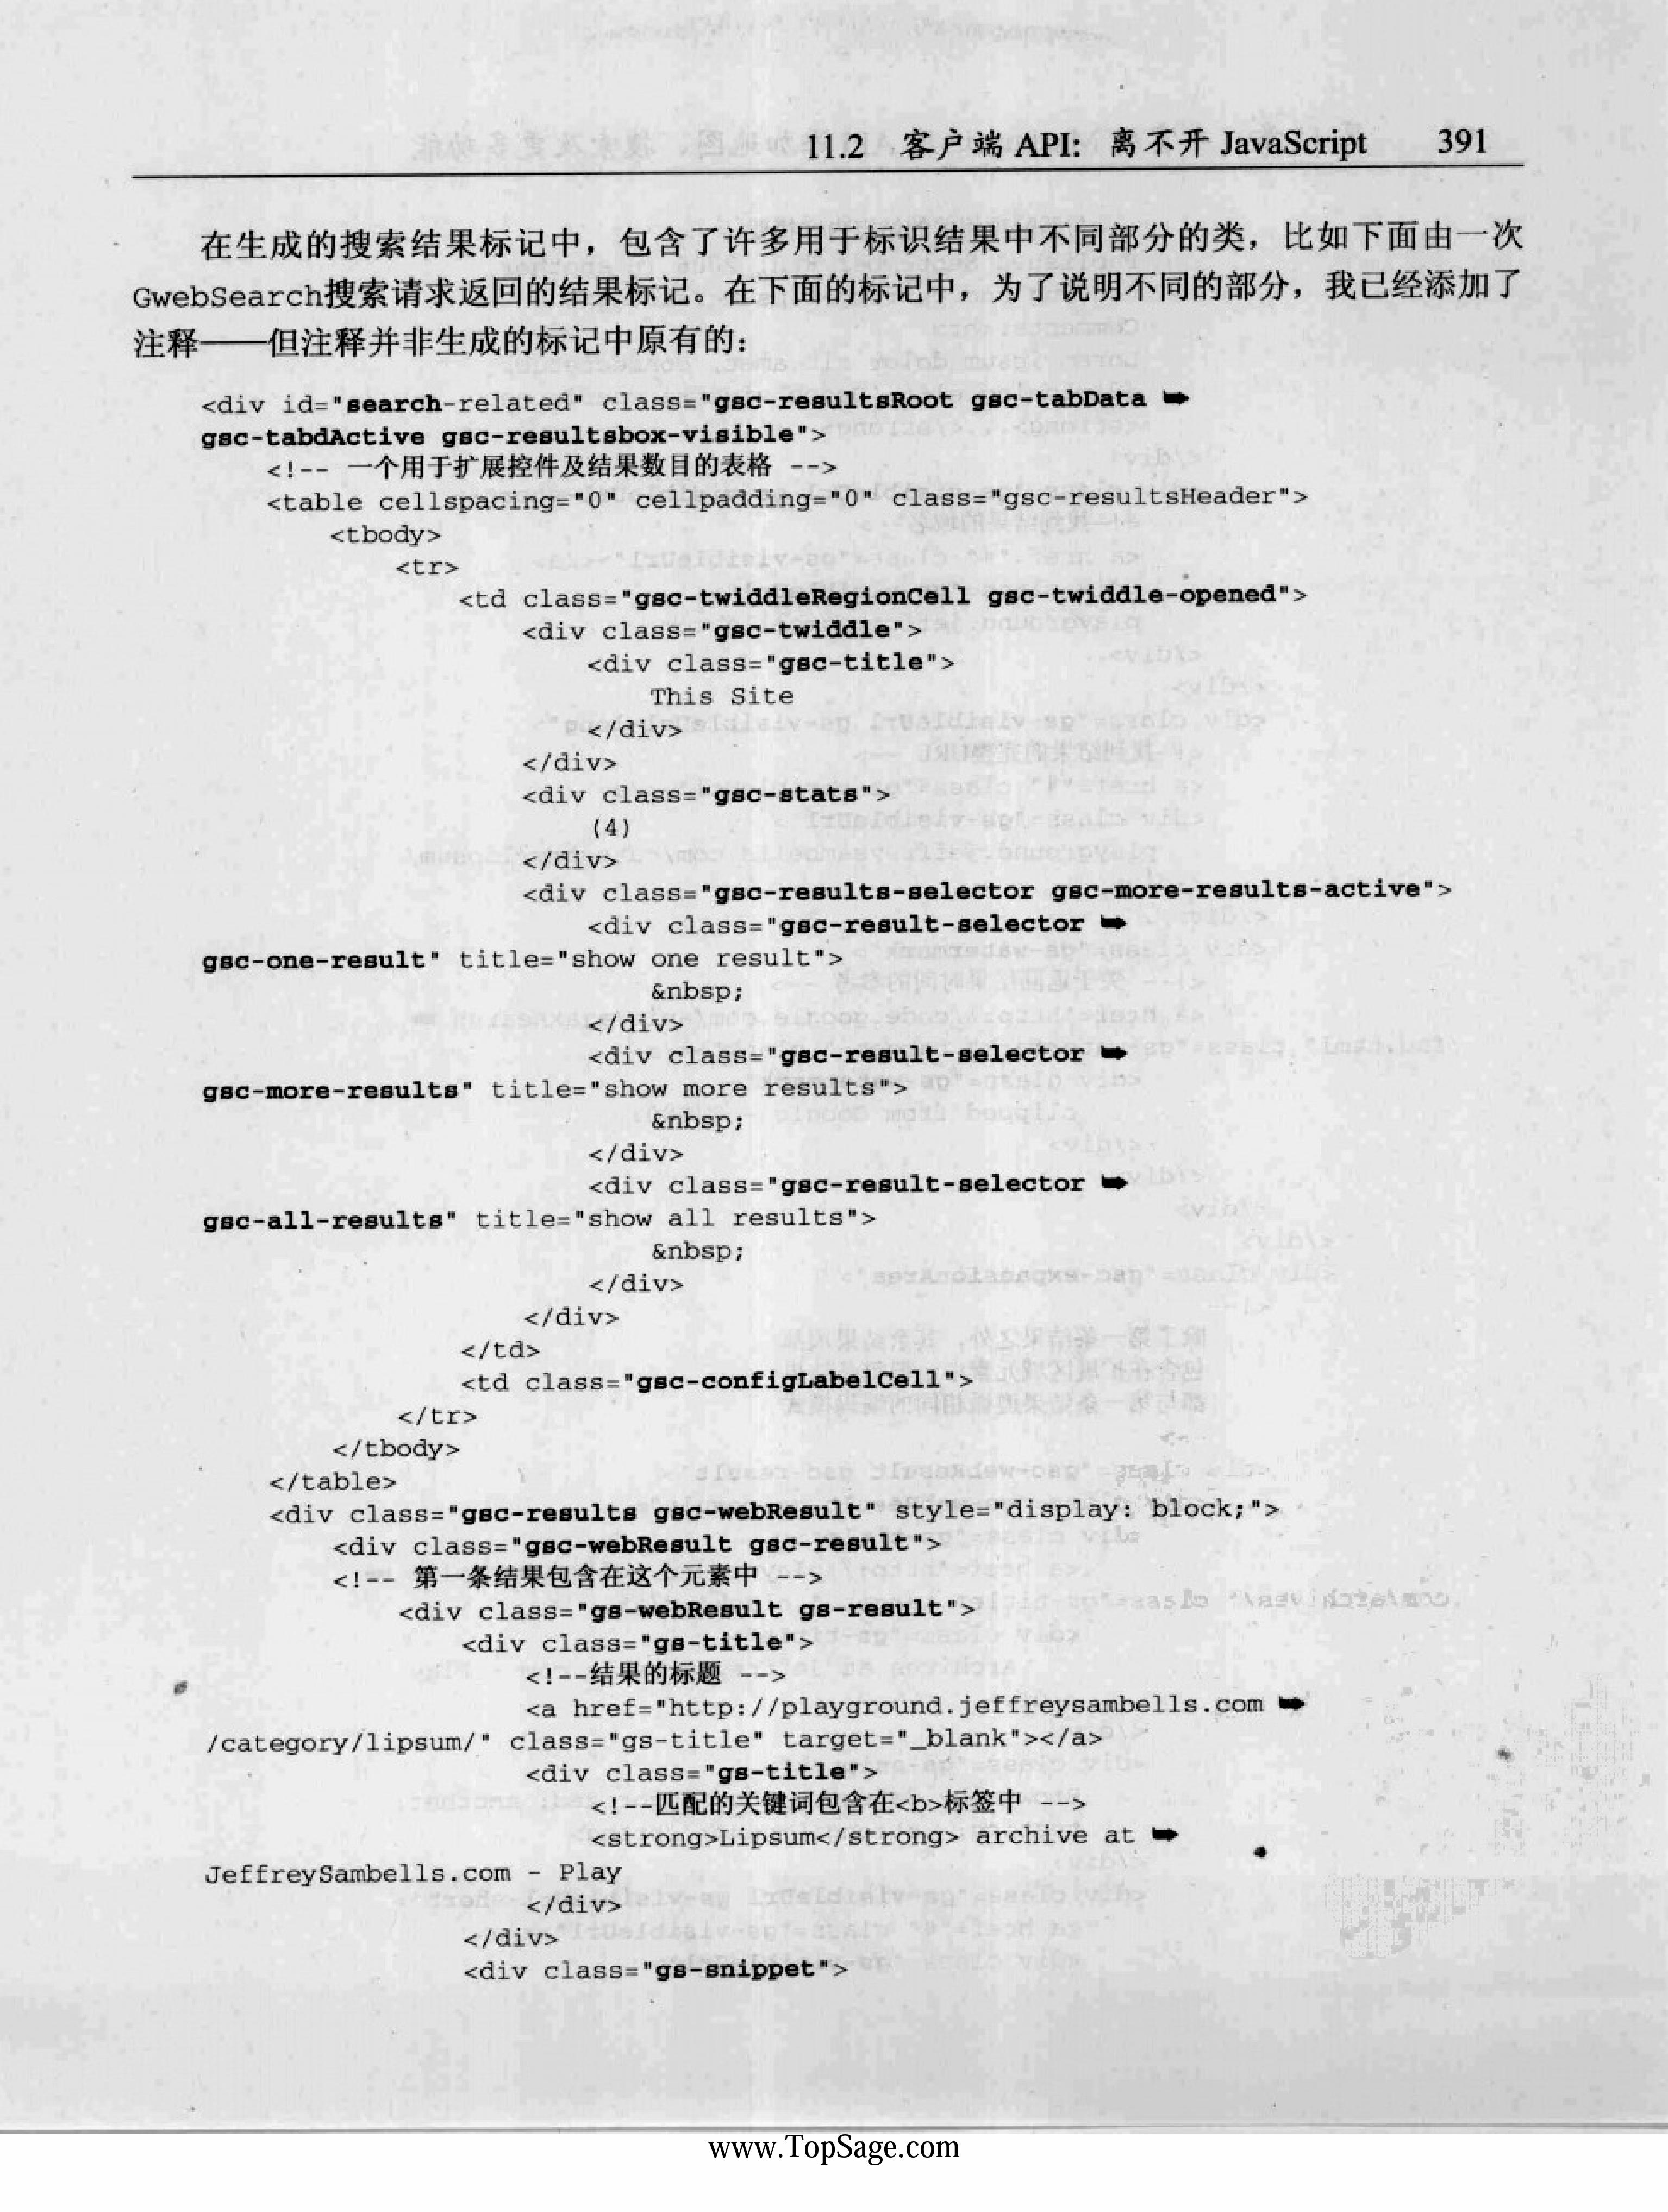 11.2 客户端 API: 离不开 JavaScript 391
在生成的搜索结果标记中，包含了许多用于标识结果中不同部分的类，比如下面由一次
GwebSearch搜索请求返回的结果标记。在下面的标记中，为了说明不同的部分，我已经添加了
注释——但注释并非生成的标记中原有的：
<div id="search-related" class="gsc-resultsRoot gsc-tabData ➥
gsc-tabdActive gsc-resultsbox-visible">
<!-- 一个用于扩展控件及结果数目的表格 -->
<table cellspacing="0" cellpadding="0" class="gsc-resultsHeader">
<tbody>
<tr>
<td class="gsc-twiddleRegionCell gsc-twiddle-opened">
<div class="gsc-twiddle">
<div class="gsc-title">
This Site
</div>
</div>
<div class="gsc-stats">
(4)
</div>
<div class="gsc-results-selector gsc-more-results-active">
<div class="gsc-result-selector ➥
gsc-one-result" title="show one result">
&nbsp;
</div>
<div class="gsc-result-selector ➥
gsc-more-results" title="show more results">
&nbsp;
</div>
<div class="gsc-result-selector ➥
gsc-all-results" title="show all results">
&nbsp;
</div>
</div>
</td>
<td class="gsc-configLabelCell">
</tr>
</tbody>
</table>
<div class="gsc-results gsc-webResult" style="display: block;">
<div class="gsc-webResult gsc-result">
<!-- 第一条结果包含在这个元素中 -->
<div class="gs-webResult gs-result">
<div class="gs-title">
<!--结果的标题 -->
<a href="http://playground.jeffreysambells.com ➥
/category/lipsum/" class="gs-title" target="_blank"></a>
<div class="gs-title">
<!--匹配的关键词包含在<b>标签中 -->
<strong>Lipsum</strong> archive at ➥
JeffreySambells.com - Play
</div>
</div>
<div class="gs-snippet">
www.TopSage.com